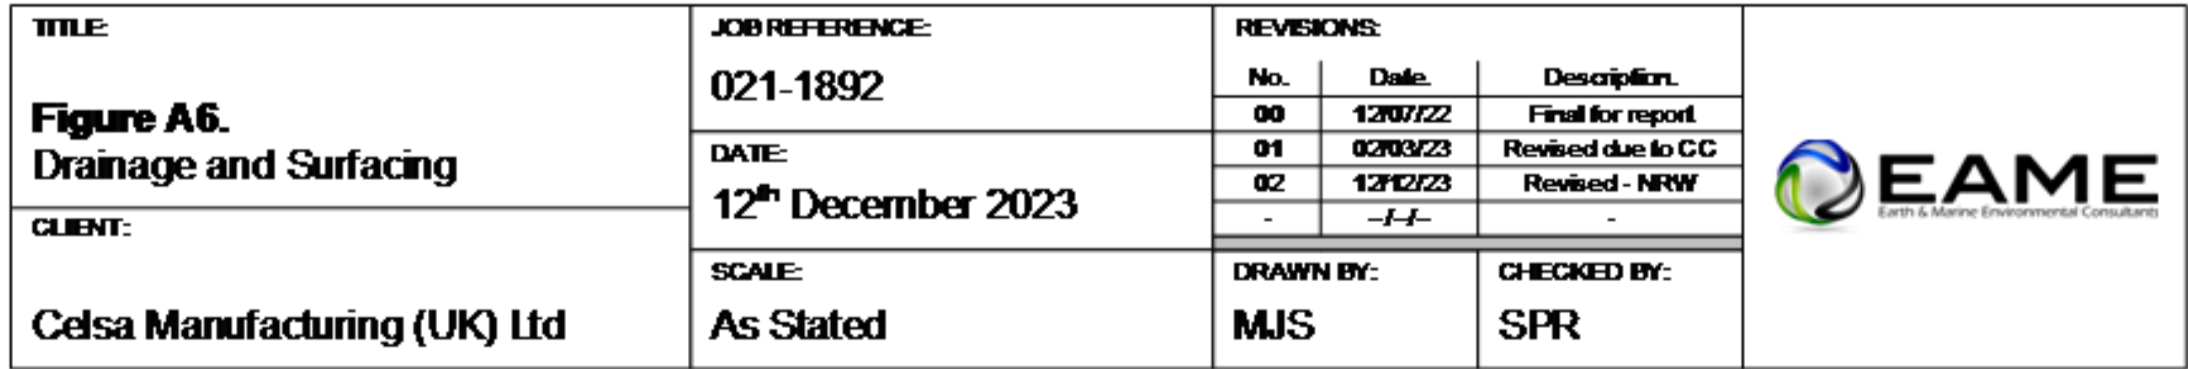 TITLE:
Figure A6.
Drainage and Surfacing
CLIENT:
Celsa Manufacturing (UK) Ltd
JOB REFERENCE:
021-1892
DATE:
12th December 2023
SCALE:
As Stated
REVISIONS:
No. Date. Description.
00 12/07/22 Final for report
01 02/03/23 Revised due to CC
02 12/12/23 Revised - NRW
- --/--/-- -
DRAWN BY:
MJS
CHECKED BY:
SPR
EAME
Earth & Marine Environmental Consultants